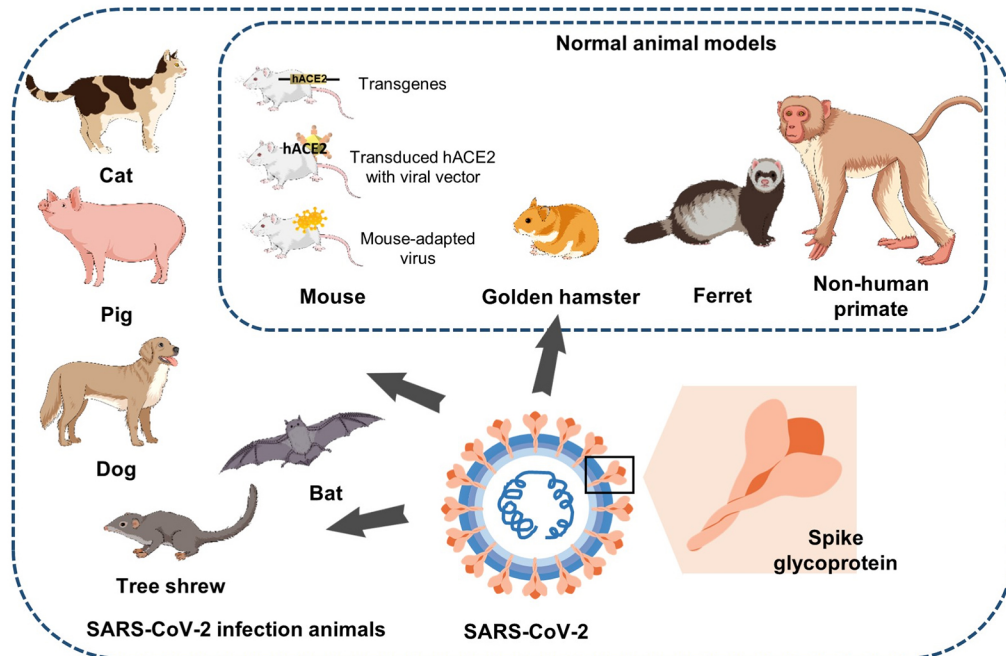 Normal animal models
hACE2
Transgenes
hACE2
Transduced hACE2
with viral vector
Mouse-adapted
virus
Mouse
Golden hamster
Ferret
Non-human
primate
Cat
Pig
Dog
Bat
Tree shrew
SARS-CoV-2 infection animals
SARS-CoV-2
Spike
glycoprotein